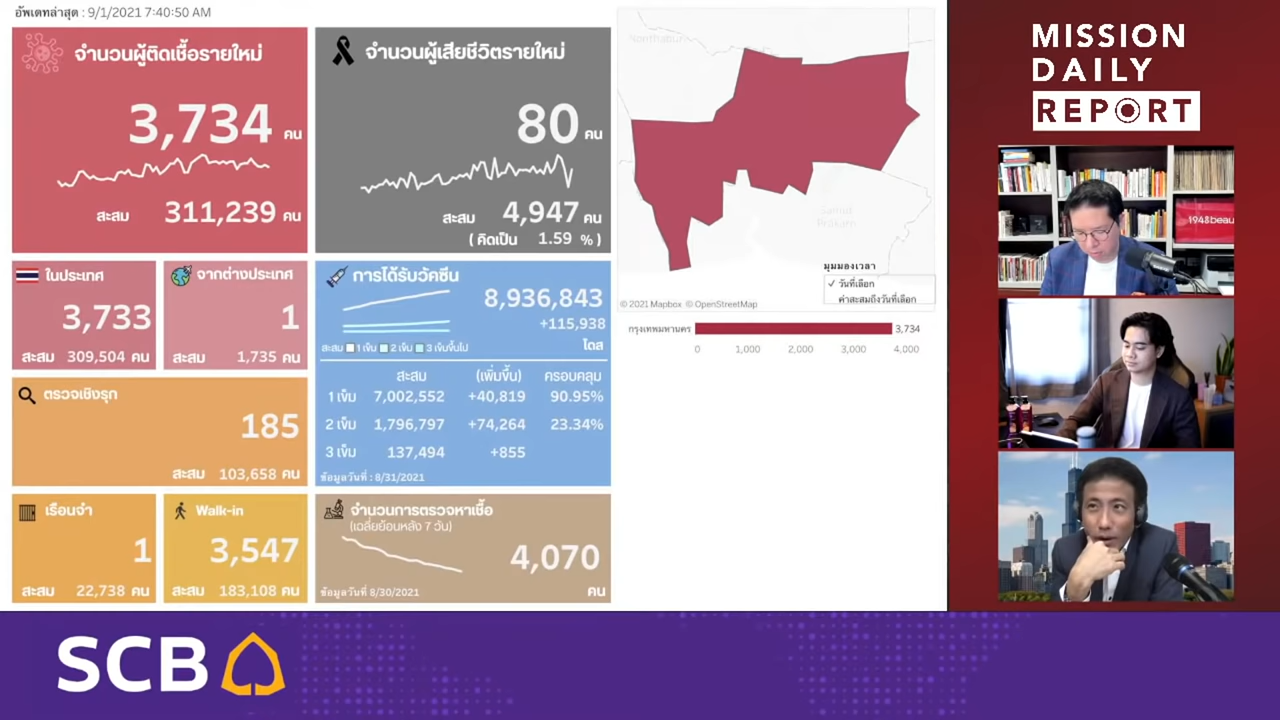 อัพเดทล่าสุด : 9/1/2021 7:40:50 AM
จำนวนผู้ติดเชื้อรายใหม่
3,734 คน
สะสม 311,239 คน
จำนวนผู้เสียชีวิตรายใหม่
80 คน
สะสม 4,947 คน
( คิดเป็น 1.59 % )
ในประเทศ
3,733
สะสม 309,504 คน
จากต่างประเทศ
1
สะสม 1,735 คน
การได้รับวัคซีน
8,936,843
+115,938
โดส
สะสม 1 เข็ม 2 เข็ม 3 เข็มขึ้นไป
สะสม (เพิ่มขึ้น) ครอบคลุม
1 เข็ม 7,002,552 +40,819 90.95%
2 เข็ม 1,796,797 +74,264 23.34%
3 เข็ม 137,494 +855
ข้อมูลวันที่ : 8/31/2021
ตรวจเชิงรุก
185
สะสม 103,658 คน
เรือนจำ
1
สะสม 22,738 คน
Walk-in
3,547
สะสม 183,108 คน
จำนวนการตรวจหาเชื้อ
(เฉลี่ยย้อนหลัง 7 วัน)
4,070
คน
ข้อมูลวันที่ 8/30/2021
Nonthaburi
Samut
Prakarn
มุมมองเวลา
✓ วันที่เลือก
ค่าสะสมถึงวันที่เลือก
© 2021 Mapbox © OpenStreetMap
กรุงเทพมหานคร 3,734
0 1,000 2,000 3,000 4,000
MISSION
DAILY
REPORT
SCB